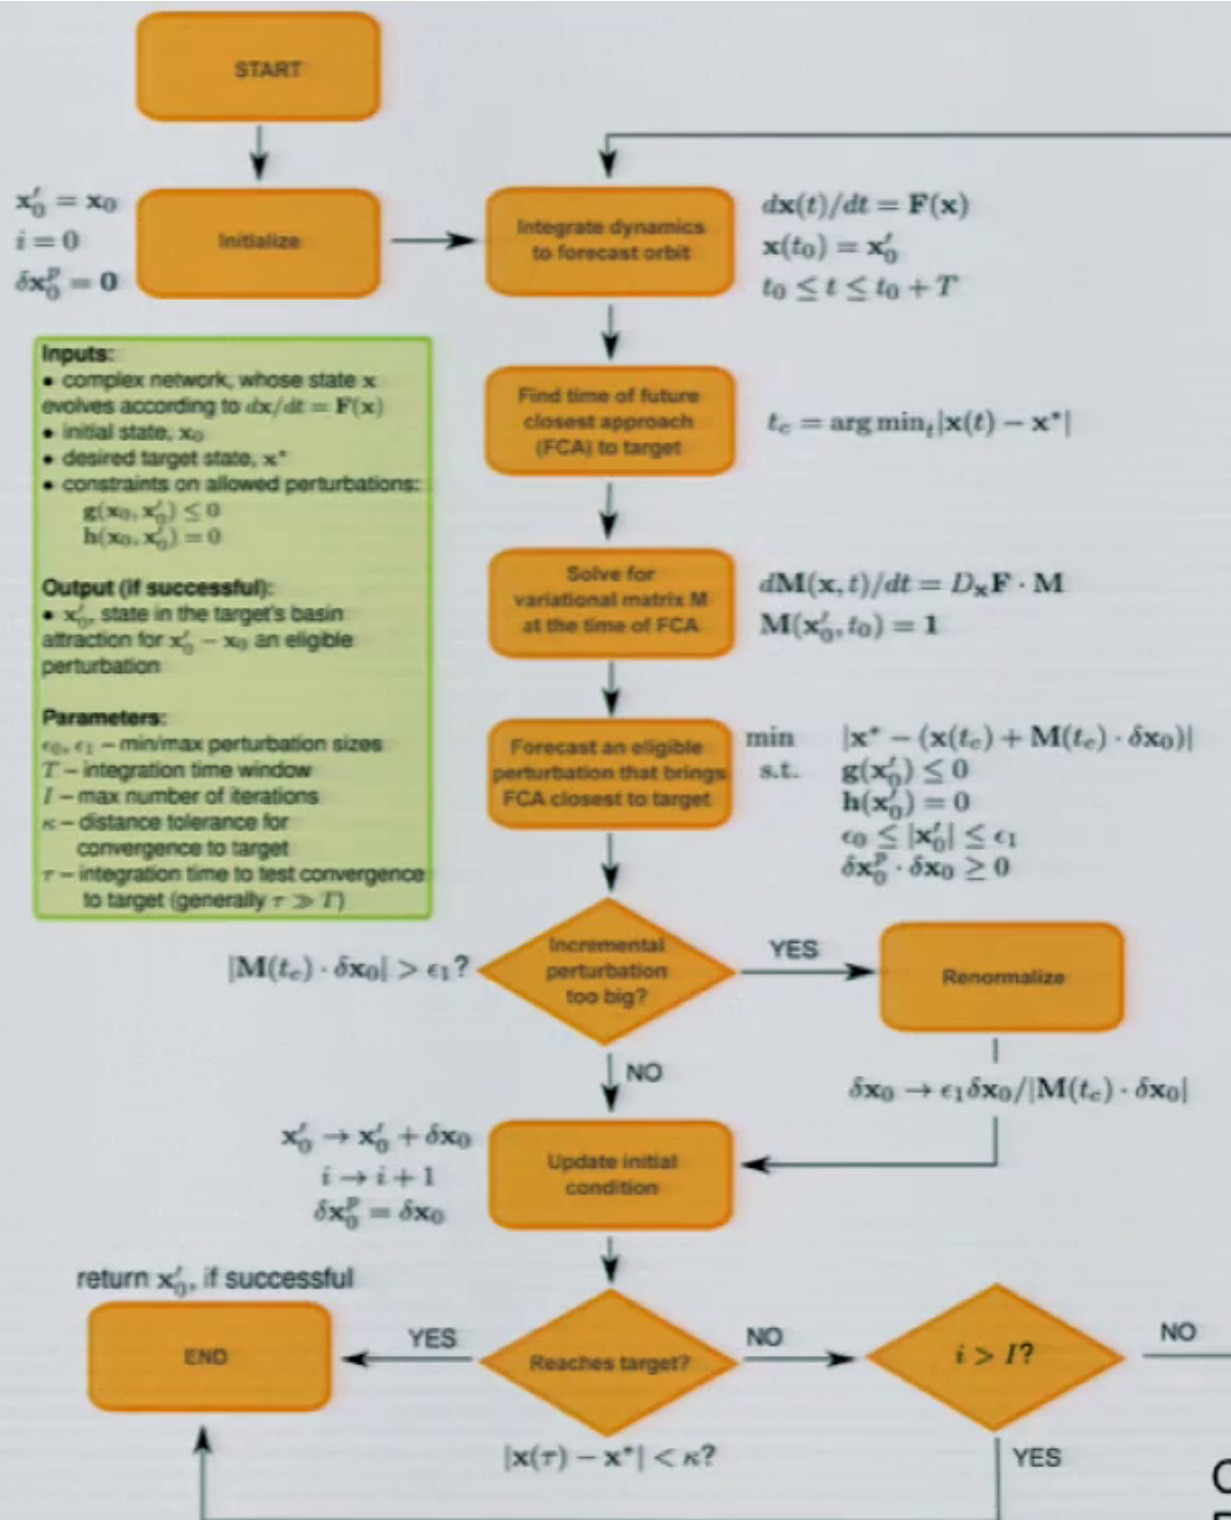 START
x′₀ = x₀
i = 0
δx₀ᵖ = 0
Initialize
Integrate dynamics
to forecast orbit
dx(t)/dt = F(x)
x(t₀) = x′₀
t₀ ≤ t ≤ t₀ + T
Inputs:
• complex network, whose state x
evolves according to dx/dt = F(x)
• initial state, x₀
• desired target state, x*
• constraints on allowed perturbations:
g(x₀, x′₀) ≤ 0
h(x₀, x′₀) = 0
Output (if successful):
• x′₀, state in the target's basin
attraction for x′₀ − x₀ an eligible
perturbation
Parameters:
ϵ₀, ϵ₁ – min/max perturbation sizes
T – integration time window
I – max number of iterations
κ – distance tolerance for
convergence to target
τ – integration time to test convergence
to target (generally τ ≫ T)
Find time of future
closest approach
(FCA) to target
t_c = arg min_t |x(t) − x*|
Solve for
variational matrix M
at the time of FCA
dM(x, t)/dt = DₓF · M
M(x′₀, t₀) = 1
Forecast an eligible
perturbation that brings
FCA closest to target
min |x* − (x(t_c) + M(t_c) · δx₀)|
s.t. g(x′₀) ≤ 0
h(x′₀) = 0
ϵ₀ ≤ |x′₀| ≤ ϵ₁
δx₀ᵖ · δx₀ ≥ 0
|M(t_c) · δx₀| > ϵ₁?
Incremental
perturbation
too big?
YES
Renormalize
NO
δx₀ → ϵ₁δx₀/|M(t_c) · δx₀|
x′₀ → x′₀ + δx₀
i → i + 1
δx₀ᵖ = δx₀
Update initial
condition
return x′₀, if successful
END
YES
Reaches target?
NO
i > I?
NO
|x(τ) − x*| < κ?
YES